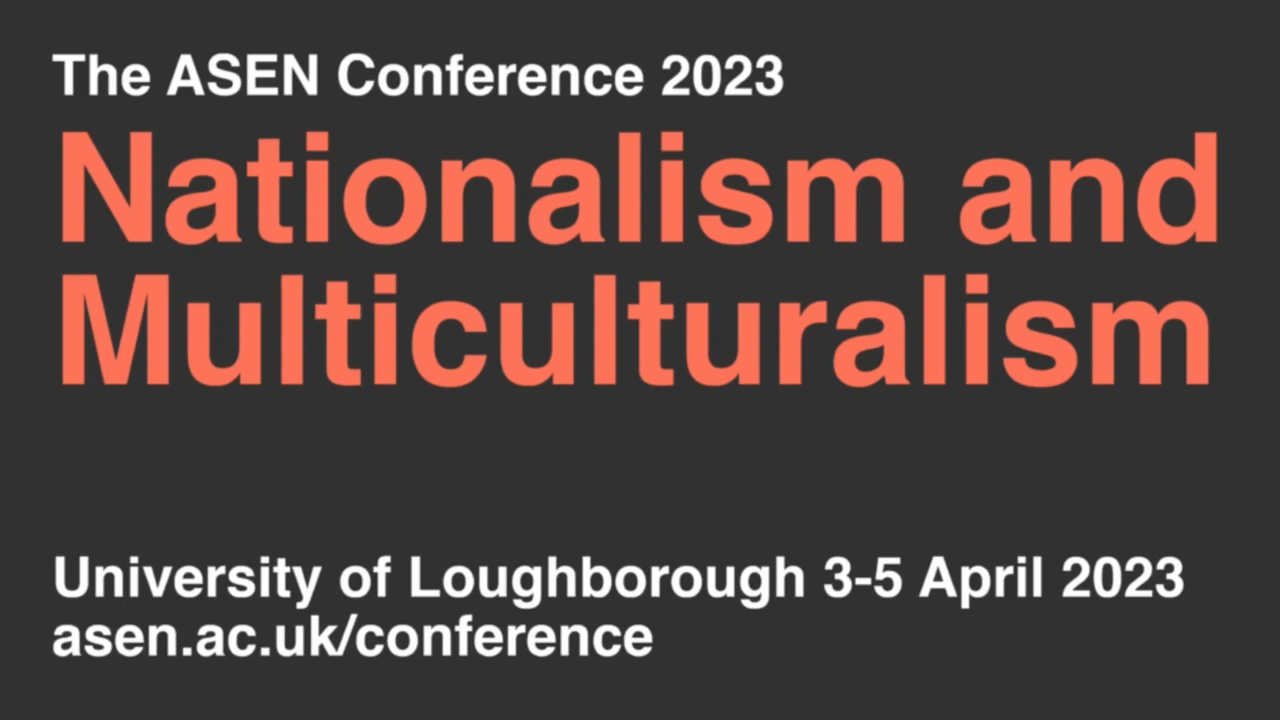 The ASEN Conference 2023
Nationalism and
Multiculturalism
University of Loughborough 3-5 April 2023
asen.ac.uk/conference